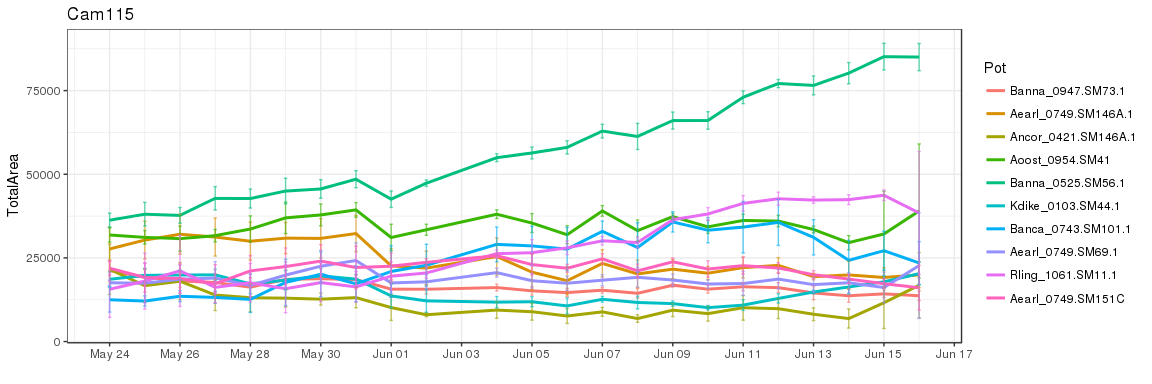 Cam115
TotalArea
75000
50000
25000
0
May 24 May 26 May 28 May 30 Jun 01 Jun 03 Jun 05 Jun 07 Jun 09 Jun 11 Jun 13 Jun 15 Jun 17
Pot
Banna_0947.SM73.1
Aearl_0749.SM146A.1
Ancor_0421.SM146A.1
Aoost_0954.SM41
Banna_0525.SM56.1
Kdike_0103.SM44.1
Banca_0743.SM101.1
Aearl_0749.SM69.1
Rling_1061.SM11.1
Aearl_0749.SM151C